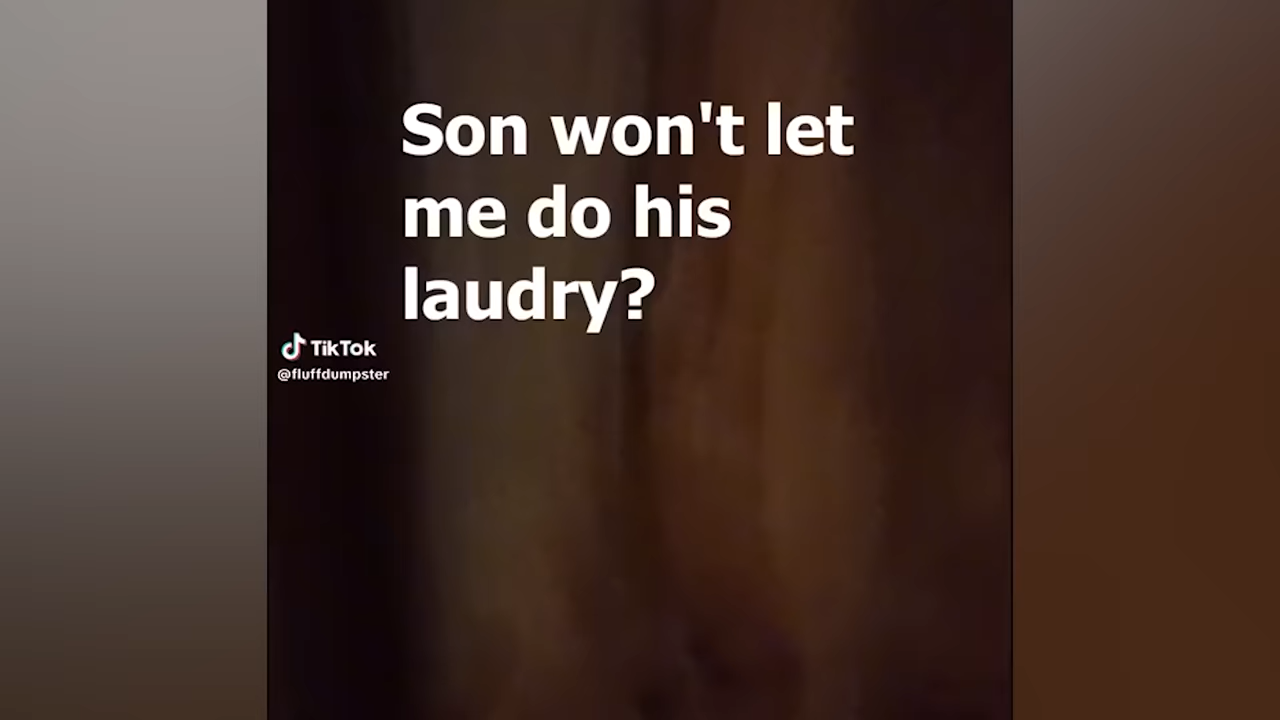 Son won't let
me do his
laudry?
TikTok
@fluffdumpster